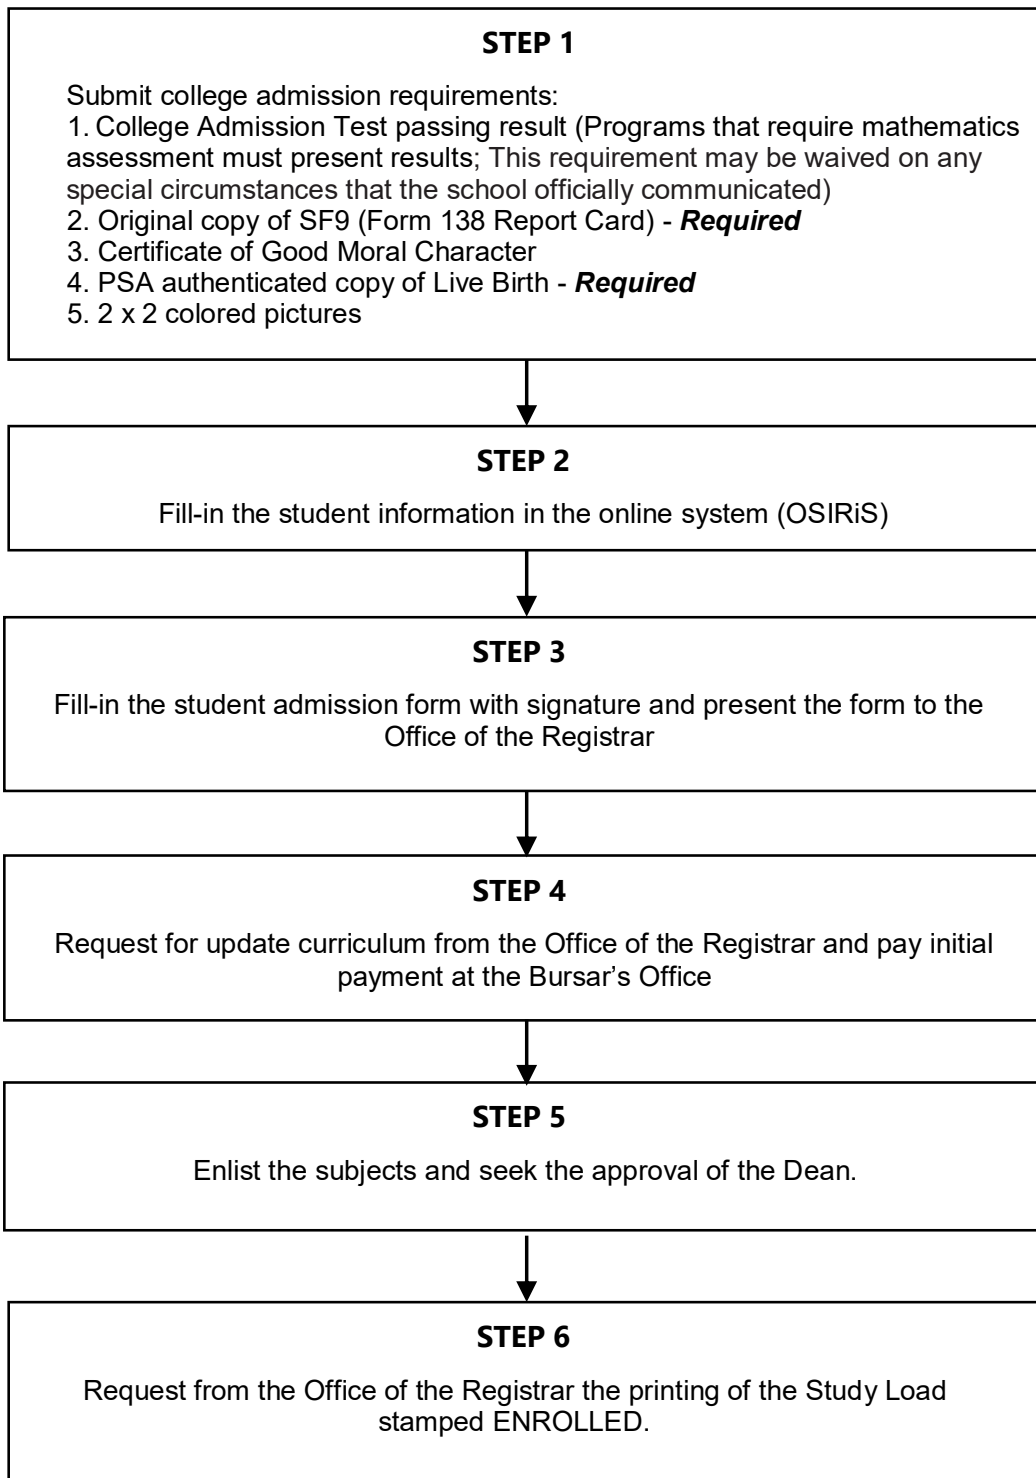 STEP 1
Submit college admission requirements:
1. College Admission Test passing result (Programs that require mathematics
assessment must present results; This requirement may be waived on any
special circumstances that the school officially communicated)
2. Original copy of SF9 (Form 138 Report Card) - Required
3. Certificate of Good Moral Character
4. PSA authenticated copy of Live Birth - Required
5. 2 x 2 colored pictures
STEP 2
Fill-in the student information in the online system (OSIRiS)
STEP 3
Fill-in the student admission form with signature and present the form to the
Office of the Registrar
STEP 4
Request for update curriculum from the Office of the Registrar and pay initial
payment at the Bursar’s Office
STEP 5
Enlist the subjects and seek the approval of the Dean.
STEP 6
Request from the Office of the Registrar the printing of the Study Load
stamped ENROLLED.